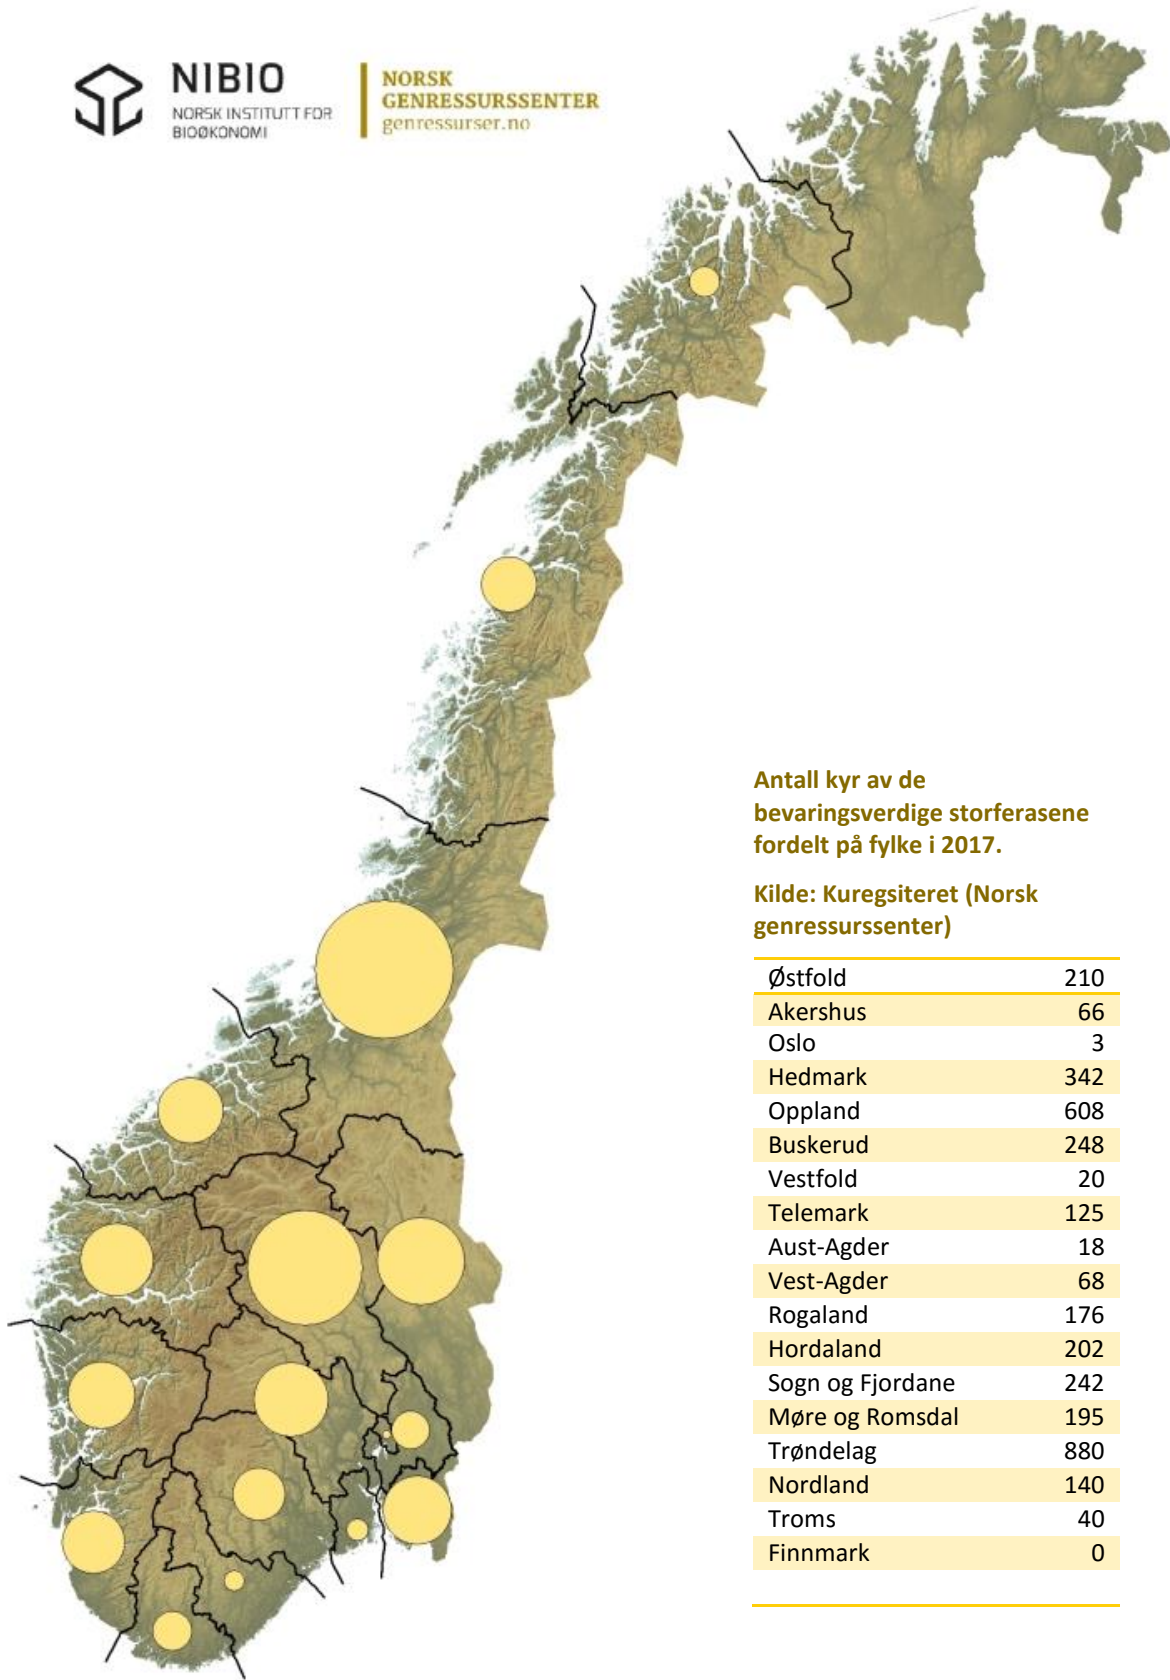 NIBIO
NORSK INSTITUTT FOR
BIOØKONOMI
NORSK
GENRESSURSSENTER
genressurser.no
Antall kyr av de
bevaringsverdige storferasene
fordelt på fylke i 2017.
Kilde: Kuregsiteret (Norsk
genressurssenter)
Østfold 210
Akershus 66
Oslo 3
Hedmark 342
Oppland 608
Buskerud 248
Vestfold 20
Telemark 125
Aust-Agder 18
Vest-Agder 68
Rogaland 176
Hordaland 202
Sogn og Fjordane 242
Møre og Romsdal 195
Trøndelag 880
Nordland 140
Troms 40
Finnmark 0